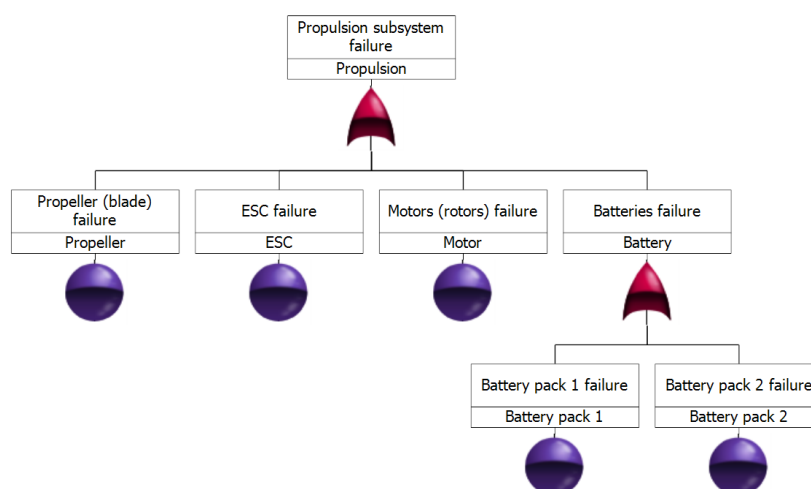 Propulsion subsystem
failure
Propulsion
Propeller (blade)
failure
Propeller
ESC failure
ESC
Motors (rotors) failure
Motor
Batteries failure
Battery
Battery pack 1 failure
Battery pack 1
Battery pack 2 failure
Battery pack 2